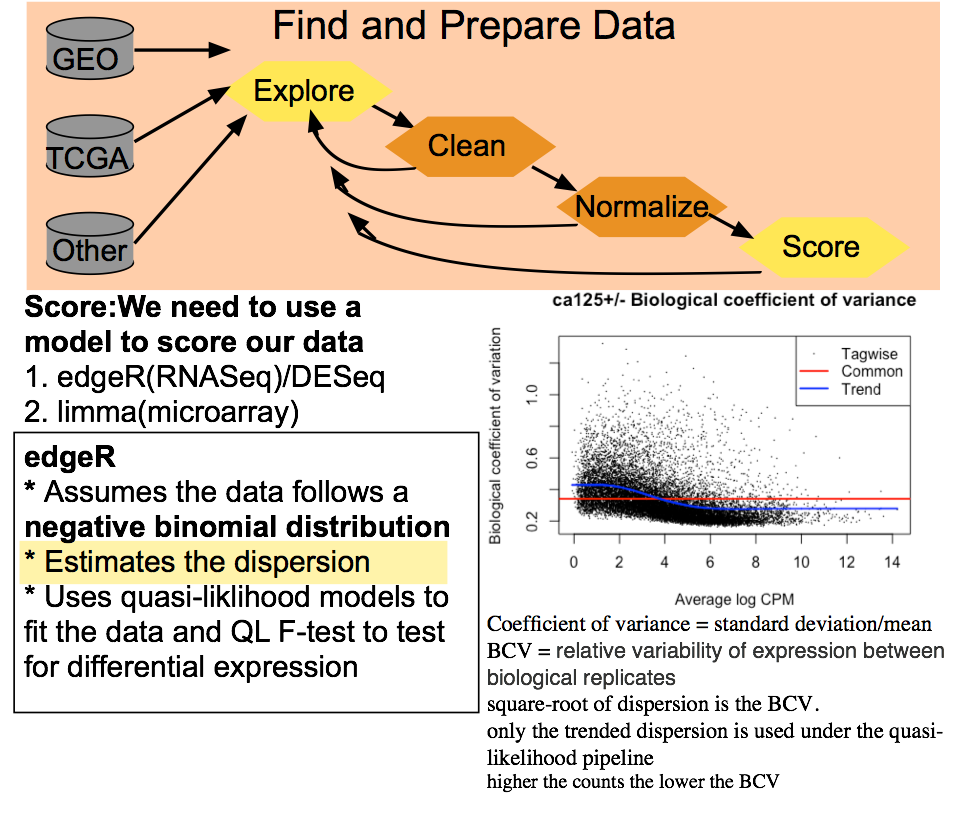 Find and Prepare Data
GEO
TCGA
Other
Explore
Clean
Normalize
Score
Score:We need to use a
model to score our data
1. edgeR(RNASeq)/DESeq
2. limma(microarray)
edgeR
* Assumes the data follows a
negative binomial distribution
* Estimates the dispersion
* Uses quasi-liklihood models to
fit the data and QL F-test to test
for differential expression
ca125+/- Biological coefficient of variance
Biological coefficient of variation
1.0
0.6
0.2
Tagwise
Common
Trend
0 2 4 6 8 10 12 14
Average log CPM
Coefficient of variance = standard deviation/mean
BCV = relative variability of expression between
biological replicates
square-root of dispersion is the BCV.
only the trended dispersion is used under the quasi-
likelihood pipeline
higher the counts the lower the BCV